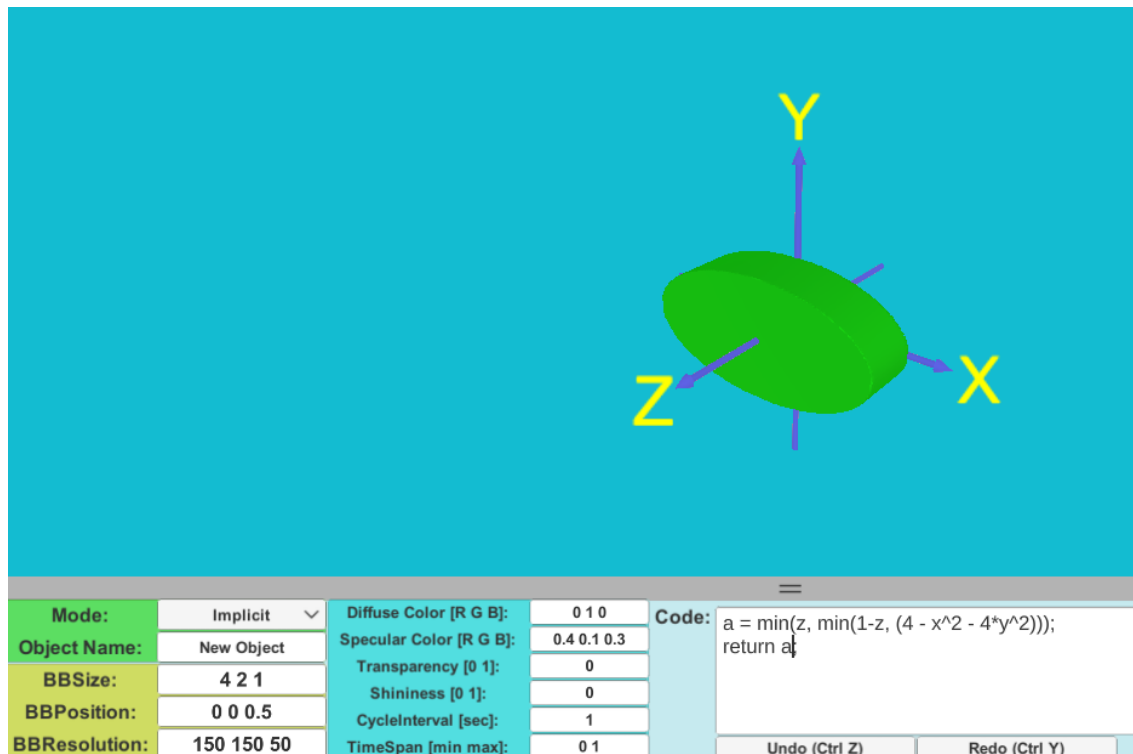 Y
Z
X
Mode:
Implicit
Object Name:
New Object
BBSize:
4 2 1
BBPosition:
0 0 0.5
BBResolution:
150 150 50
Diffuse Color [R G B]:
0 1 0
Specular Color [R G B]:
0.4 0.1 0.3
Transparency [0 1]:
0
Shininess [0 1]:
0
CycleInterval [sec]:
1
TimeSpan [min max]:
0 1
Code:
a = min(z, min(1-z, (4 - x^2 - 4*y^2)));
return a;
Undo (Ctrl Z)
Redo (Ctrl Y)